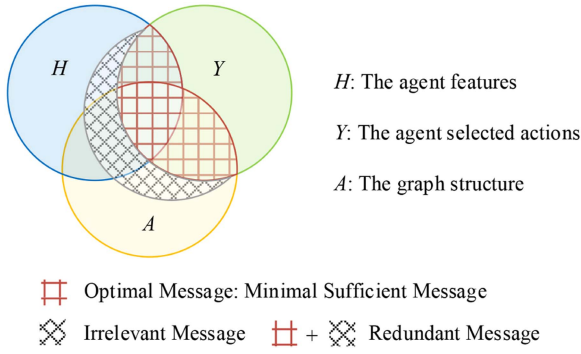 H
Y
A
H: The agent features
Y: The agent selected actions
A: The graph structure
Optimal Message: Minimal Sufficient Message
Irrelevant Message + Redundant Message